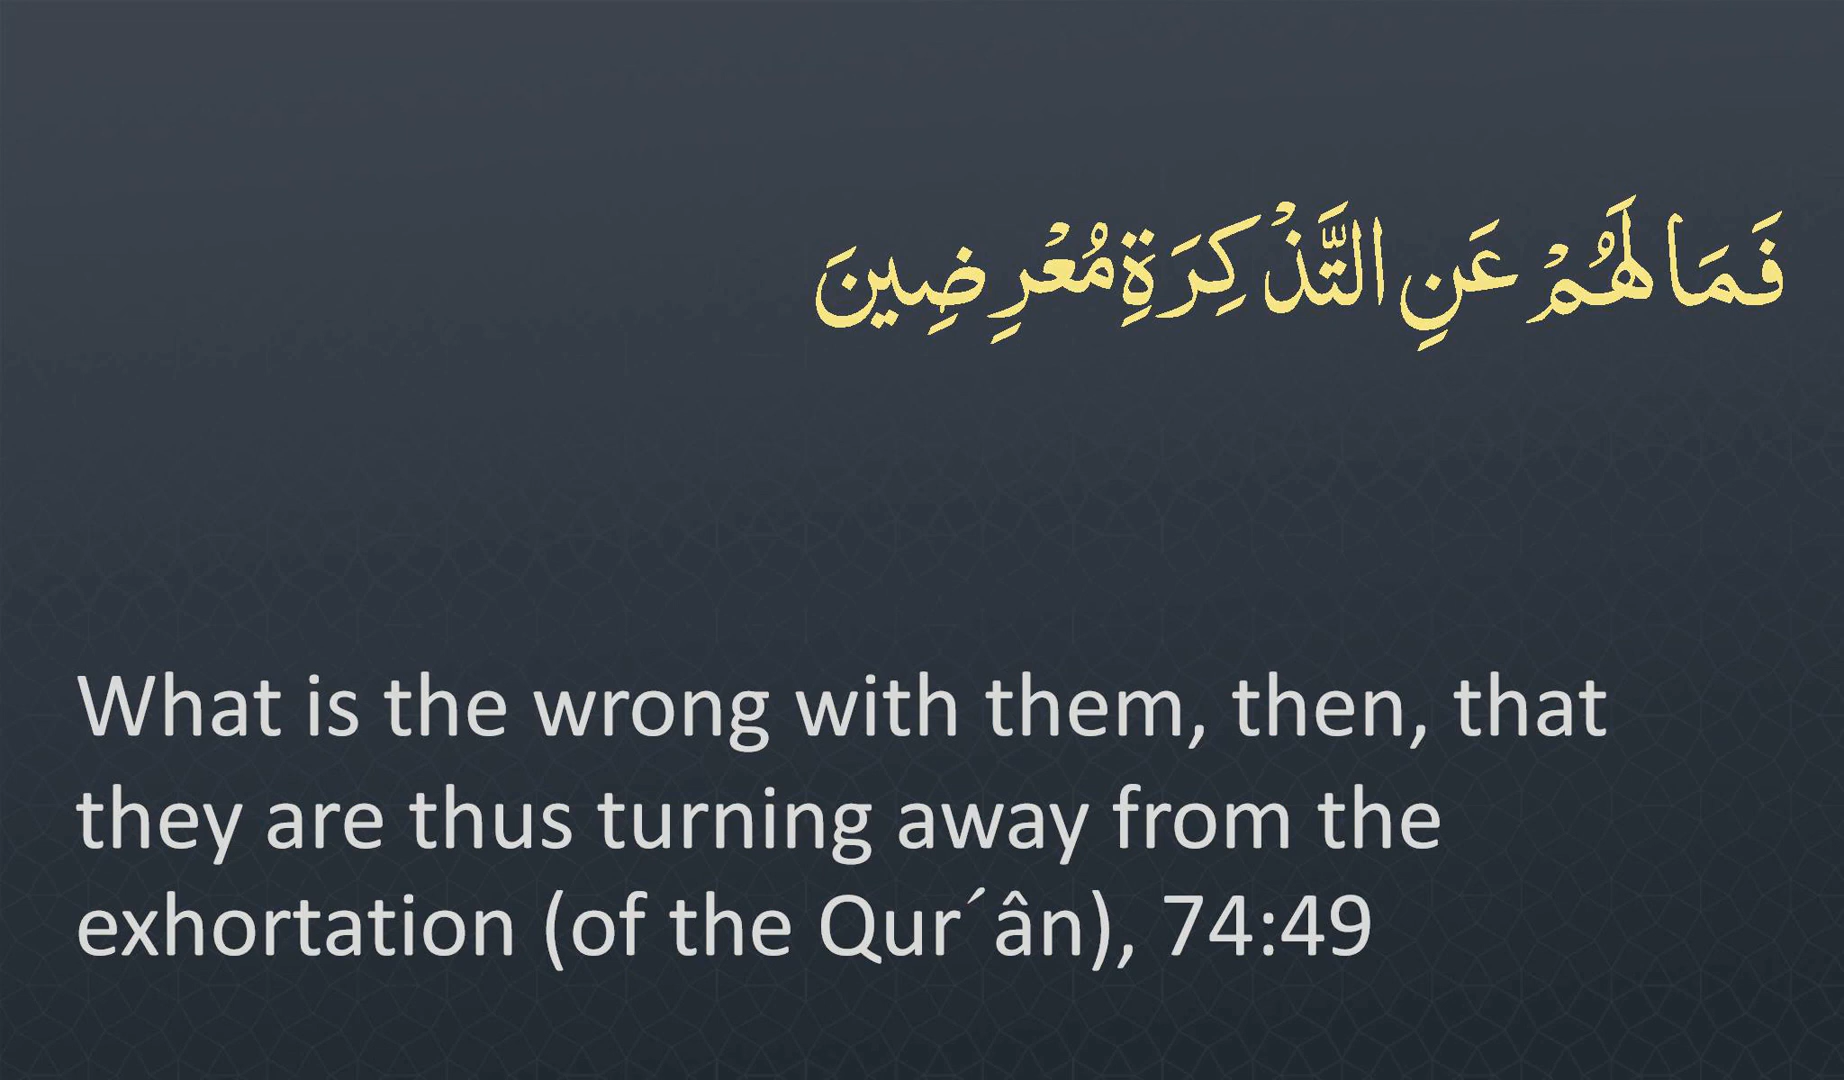 فَمَا لَهُمْ عَنِ التَّذْكِرَةِ مُعْرِضِينَ
What is the wrong with them, then, that
they are thus turning away from the
exhortation (of the Qur´ân), 74:49